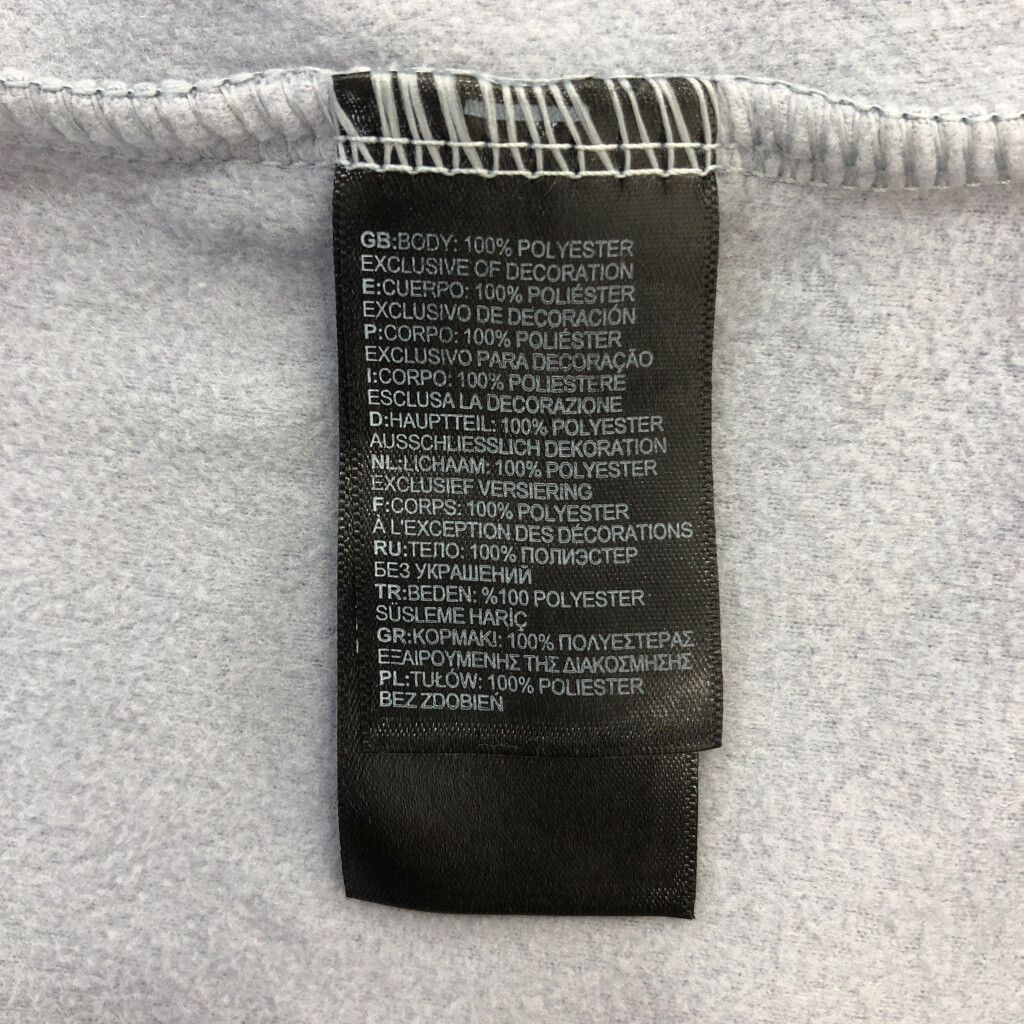 GB:BODY: 100% POLYESTER
EXCLUSIVE OF DECORATION
E:CUERPO: 100% POLIÉSTER
EXCLUSIVO DE DECORACIÓN
P:CORPO: 100% POLIÉSTER
EXCLUSIVO PARA DECORAÇÃO
I:CORPO: 100% POLIESTERE
ESCLUSA LA DECORAZIONE
D:HAUPTTEIL: 100% POLYESTER
AUSSCHLIESSLICH DEKORATION
NL:LICHAAM: 100% POLYESTER
EXCLUSIEF VERSIERING
F:CORPS: 100% POLYESTER
À L'EXCEPTION DES DÉCORATIONS
RU:ТЕЛО: 100% ПОЛИЭСТЕР
БЕЗ УКРАШЕНИЙ
TR:BEDEN: %100 POLYESTER
SÜSLEME HARİÇ
GR:ΚΟΡΜΑΚΙ: 100% ΠΟΛΥΕΣΤΕΡΑΣ
ΕΞΑΙΡΟΥΜΕΝΗΣ ΤΗΣ ΔΙΑΚΟΣΜΗΣΗΣ
PL:TUŁÓW: 100% POLIESTER
BEZ ZDOBIEŃ